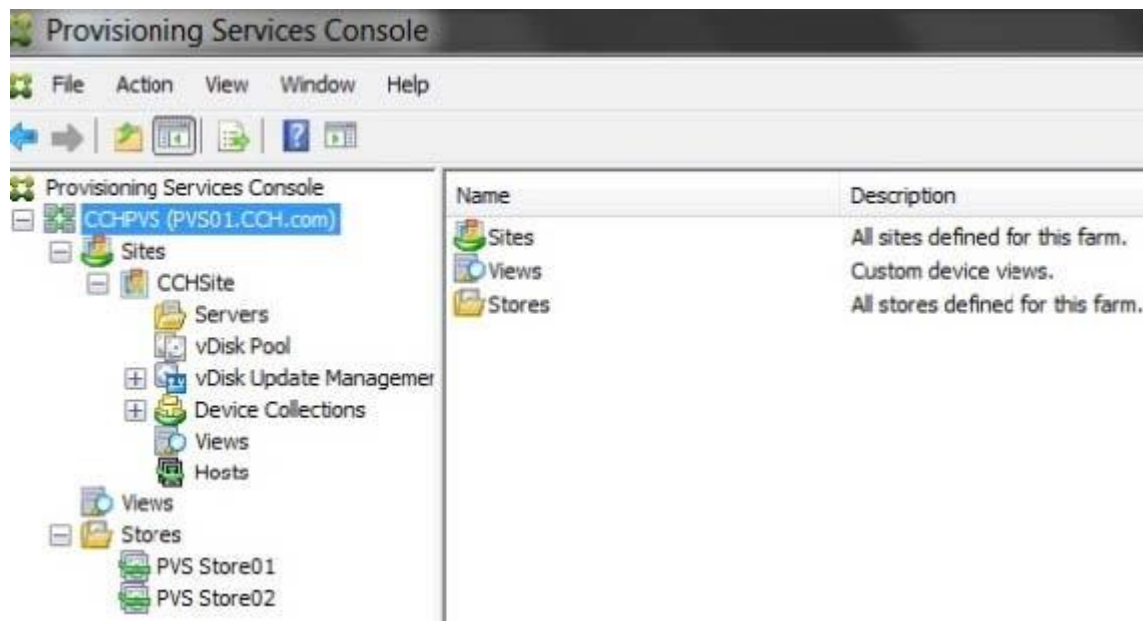 Provisioning Services Console
File Action View Window Help
Provisioning Services Console
CCHPVS (PVS01.CCH.com)
Sites
CCHSite
Servers
vDisk Pool
vDisk Update Managemer
Device Collections
Views
Hosts
Views
Stores
PVS Store01
PVS Store02
Name Description
Sites All sites defined for this farm.
Views Custom device views.
Stores All stores defined for this farm.